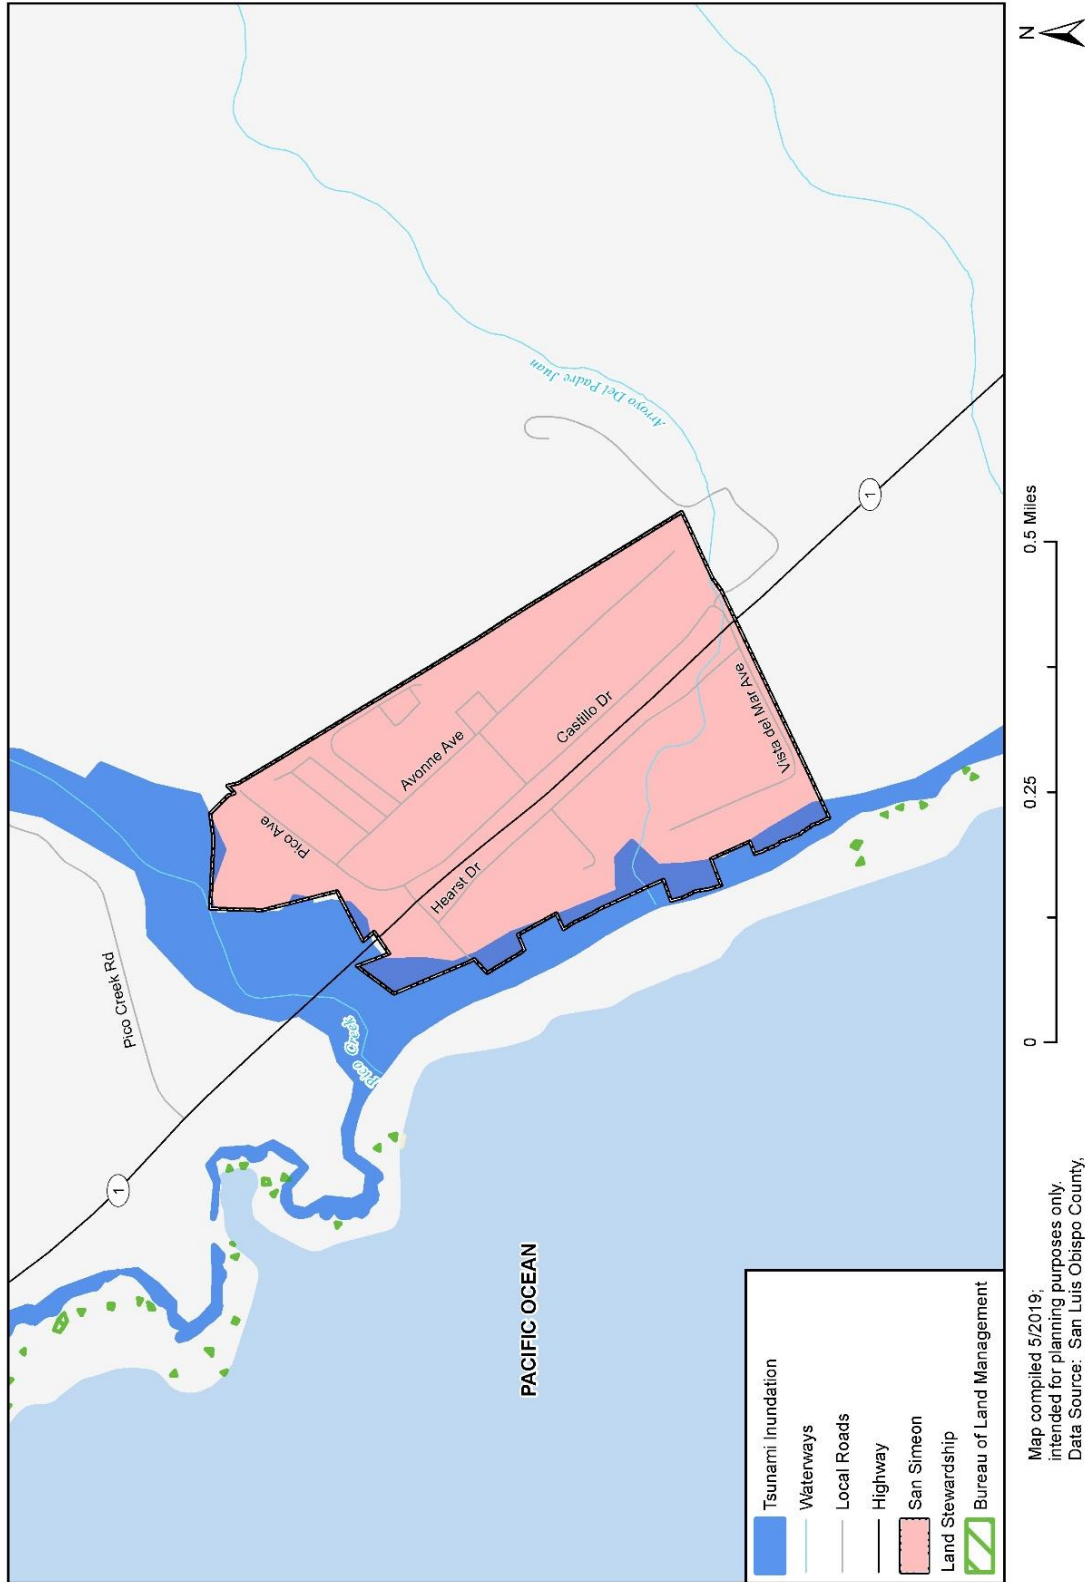 Pico Creek Rd
1
Pico Creek
Pico Ave
Avonne Ave
Hearst Dr
Castillo Dr
Vista del Mar Ave
Arroyo Del Padre Juan
1
PACIFIC OCEAN
Tsunami Inundation
Waterways
Local Roads
Highway
San Simeon
Land Stewardship
Bureau of Land Management
Map compiled 5/2019;
intended for planning purposes only.
Data Source: San Luis Obispo County,
0
0.25
0.5 Miles
N